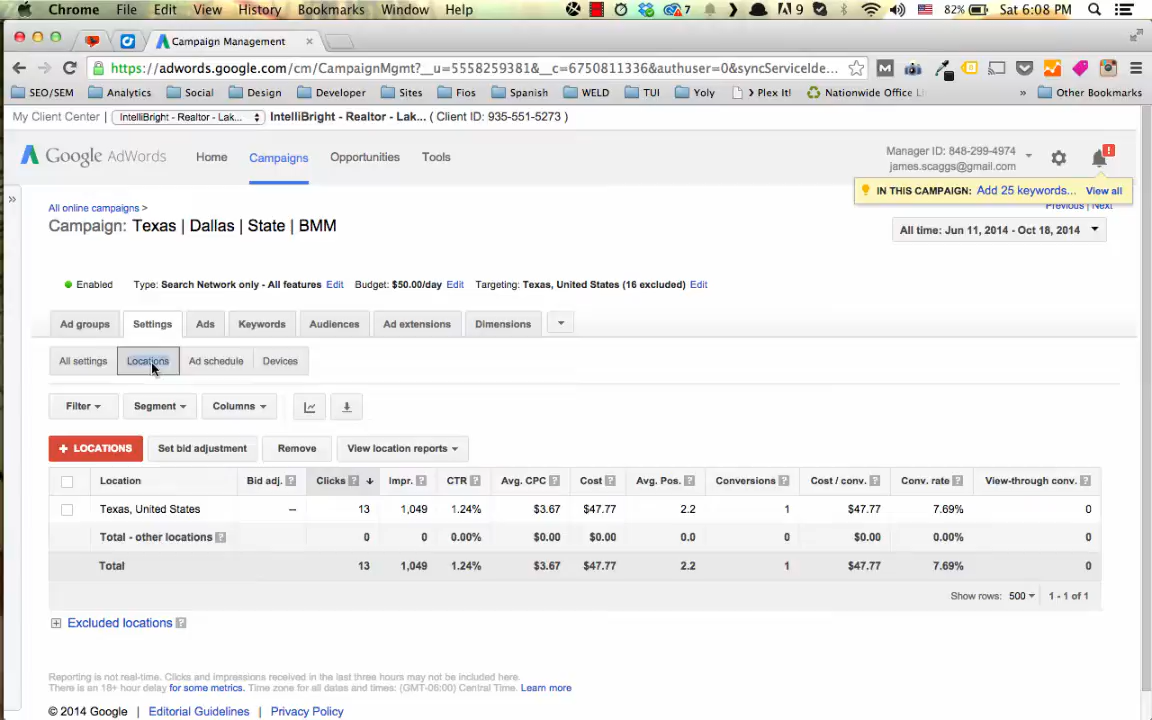 Chrome File Edit View History Bookmarks Window Help 7 9 82% Sat 6:08 PM
Campaign Management
https://adwords.google.com/cm/CampaignMgmt?__u=5558259381&__c=6750811336&authuser=0&syncServiceIde...
SEO/SEM Analytics Social Design Developer Sites Fios Spanish WELD TUI Yoly > Plex It! Nationwide Office » Other Bookmarks
My Client Center IntelliBright - Realtor - Lak... IntelliBright - Realtor - Lak... ( Client ID: 935-551-5273 )
Google AdWords Home Campaigns Opportunities Tools
Manager ID: 848-299-4974
james.scaggs@gmail.com
IN THIS CAMPAIGN: Add 25 keywords... View all
Previous | Next
All online campaigns >
Campaign: Texas | Dallas | State | BMM
All time: Jun 11, 2014 - Oct 18, 2014
Enabled Type: Search Network only - All features Edit Budget: $50.00/day Edit Targeting: Texas, United States (16 excluded) Edit
Ad groups Settings Ads Keywords Audiences Ad extensions Dimensions
All settings Locations Ad schedule Devices
Filter Segment Columns
+ LOCATIONS Set bid adjustment Remove View location reports
Location Bid adj. ? Clicks ? Impr. ? CTR ? Avg. CPC ? Cost ? Avg. Pos. ? Conversions ? Cost / conv. ? Conv. rate ? View-through conv. ?
Texas, United States -- 13 1,049 1.24% $3.67 $47.77 2.2 1 $47.77 7.69% 0
Total - other locations ? 0 0 0.00% $0.00 $0.00 0.0 0 $0.00 0.00% 0
Total 13 1,049 1.24% $3.67 $47.77 2.2 1 $47.77 7.69% 0
Show rows: 500 1 - 1 of 1
Excluded locations ?
Reporting is not real-time. Clicks and impressions received in the last three hours may not be included here.
There is an 18+ hour delay for some metrics. Time zone for all dates and times: (GMT-06:00) Central Time. Learn more
© 2014 Google | Editorial Guidelines | Privacy Policy